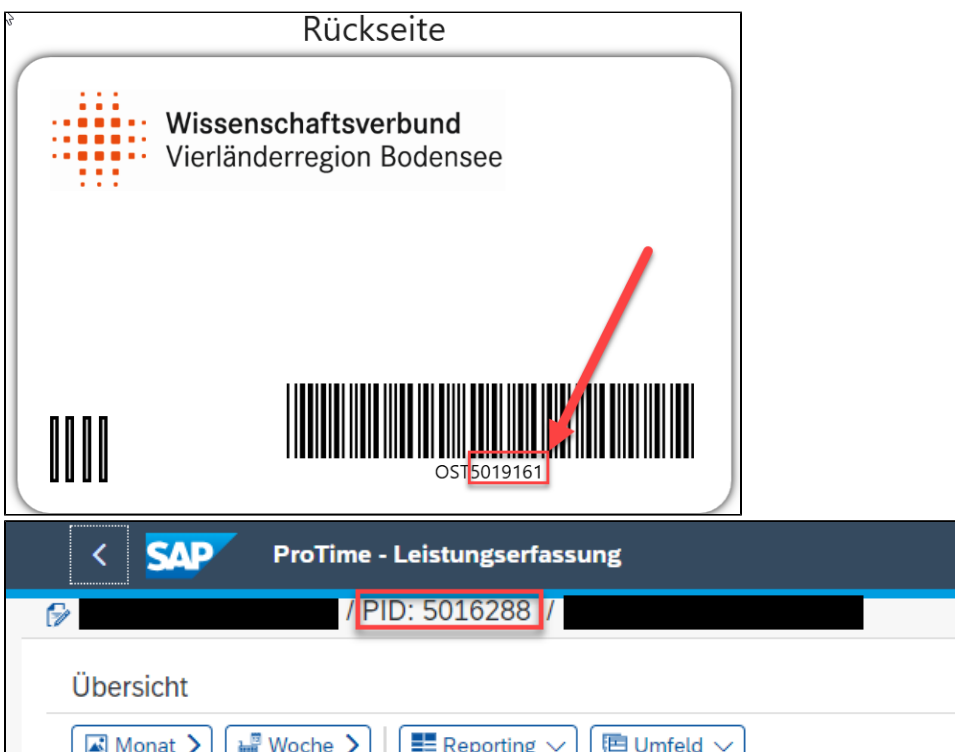 Rückseite
Wissenschaftsverbund
Vierländerregion Bodensee
OST5019161
SAP ProTime - Leistungserfassung
/ PID: 5016288 /
Übersicht
Monat Woche Reporting Umfeld